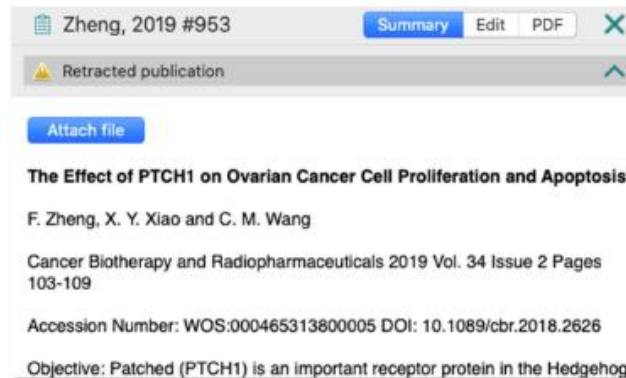 Zheng, 2019 #953 Summary Edit PDF
Retracted publication
Attach file
The Effect of PTCH1 on Ovarian Cancer Cell Proliferation and Apoptosis
F. Zheng, X. Y. Xiao and C. M. Wang
Cancer Biotherapy and Radiopharmaceuticals 2019 Vol. 34 Issue 2 Pages
103-109
Accession Number: WOS:000465313800005 DOI: 10.1089/cbr.2018.2626
Objective: Patched (PTCH1) is an important receptor protein in the Hedgehog